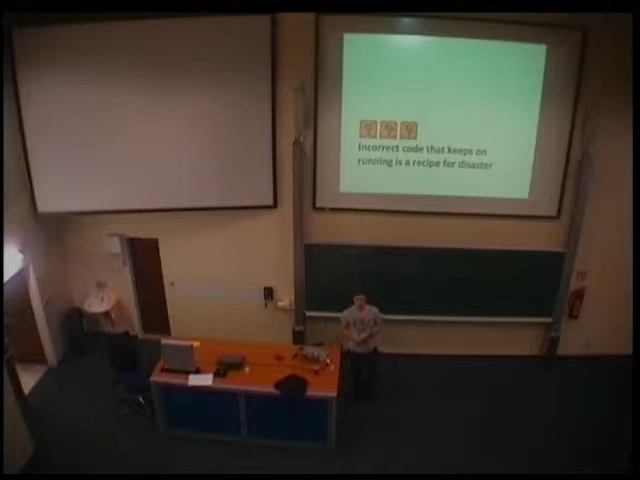 Incorrect code that keeps on
running is a recipe for disaster